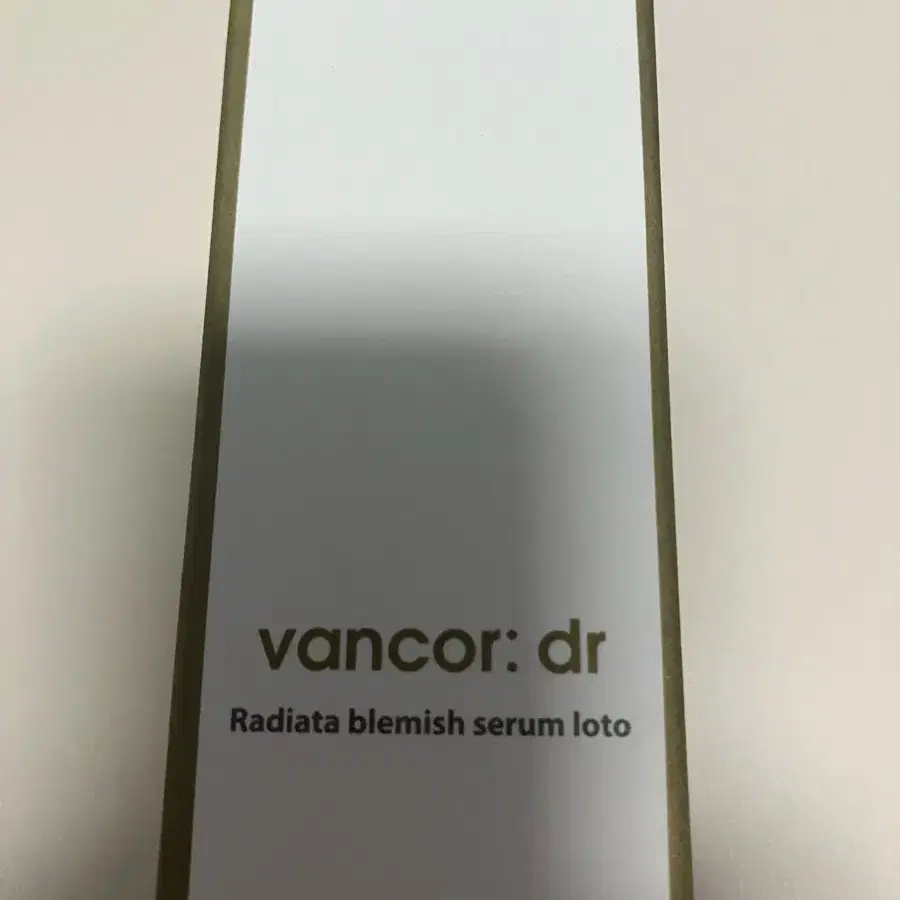 vancor: dr
Radiata blemish serum loto